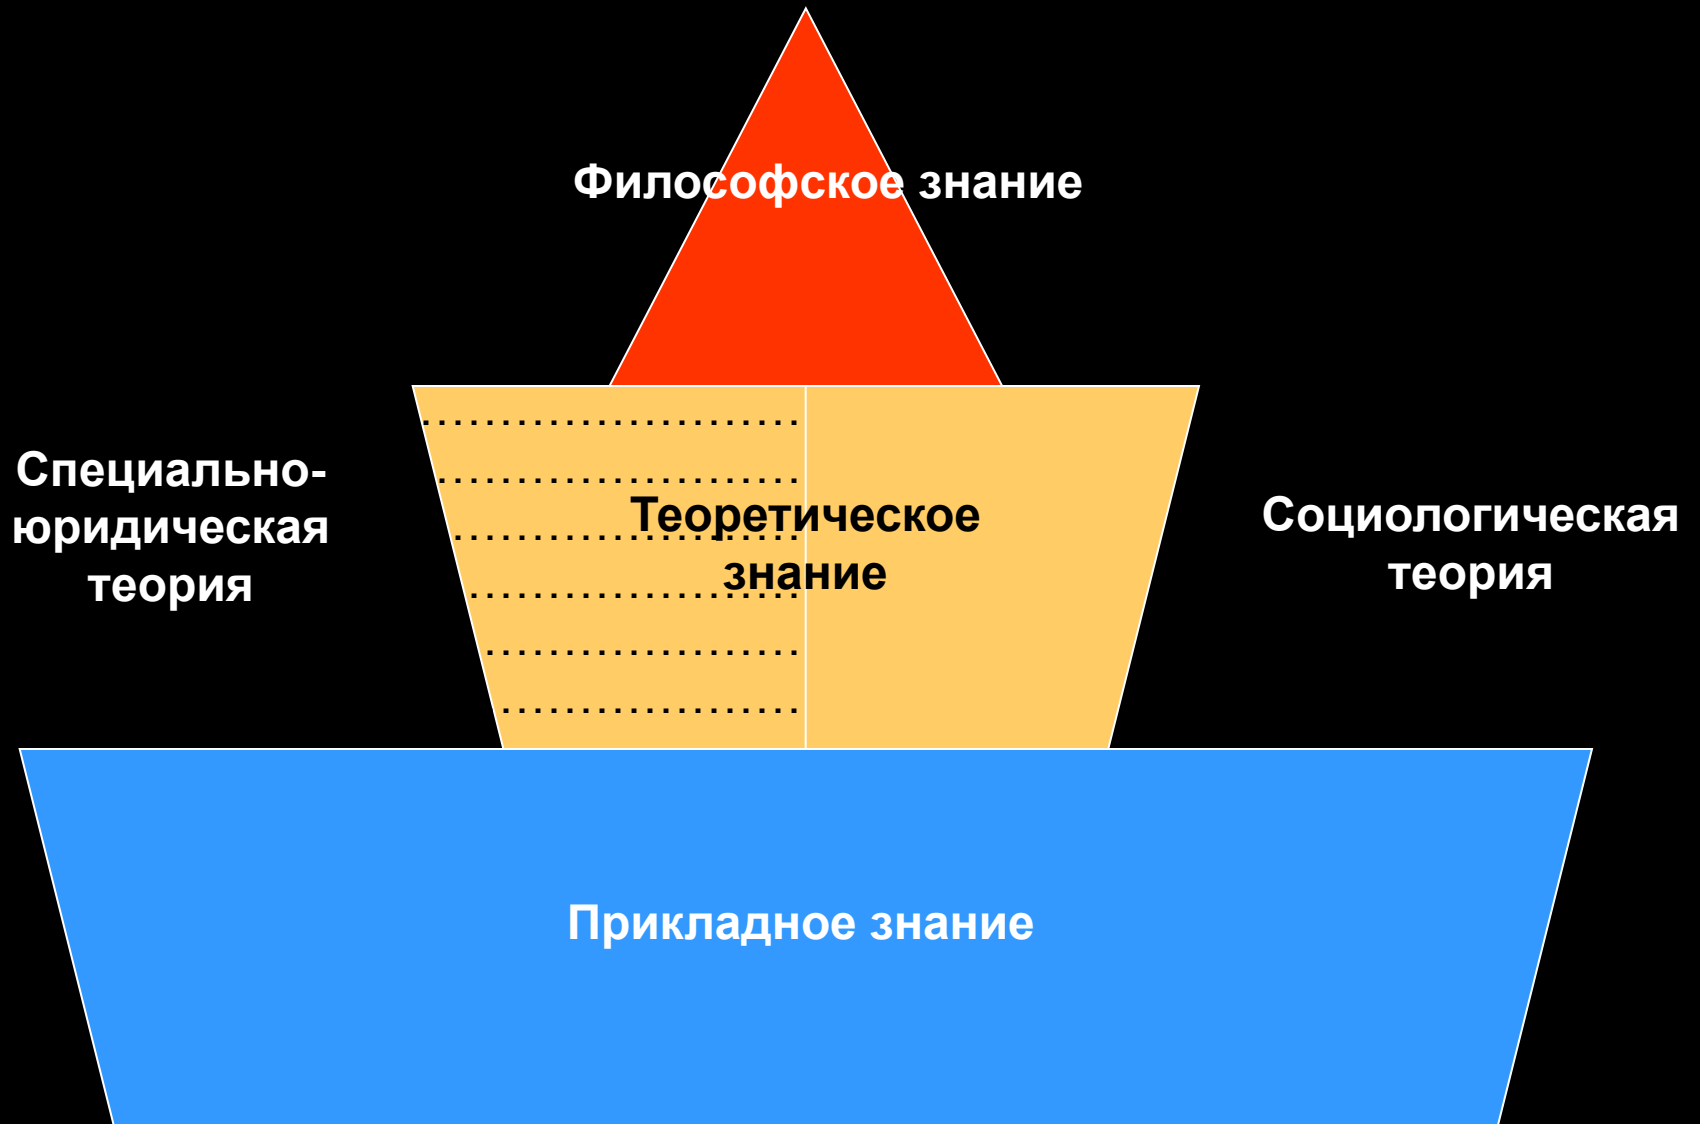 Философское знание
Специально-
юридическая
теория
Теоретическое
знание
Социологическая
теория
Прикладное знание